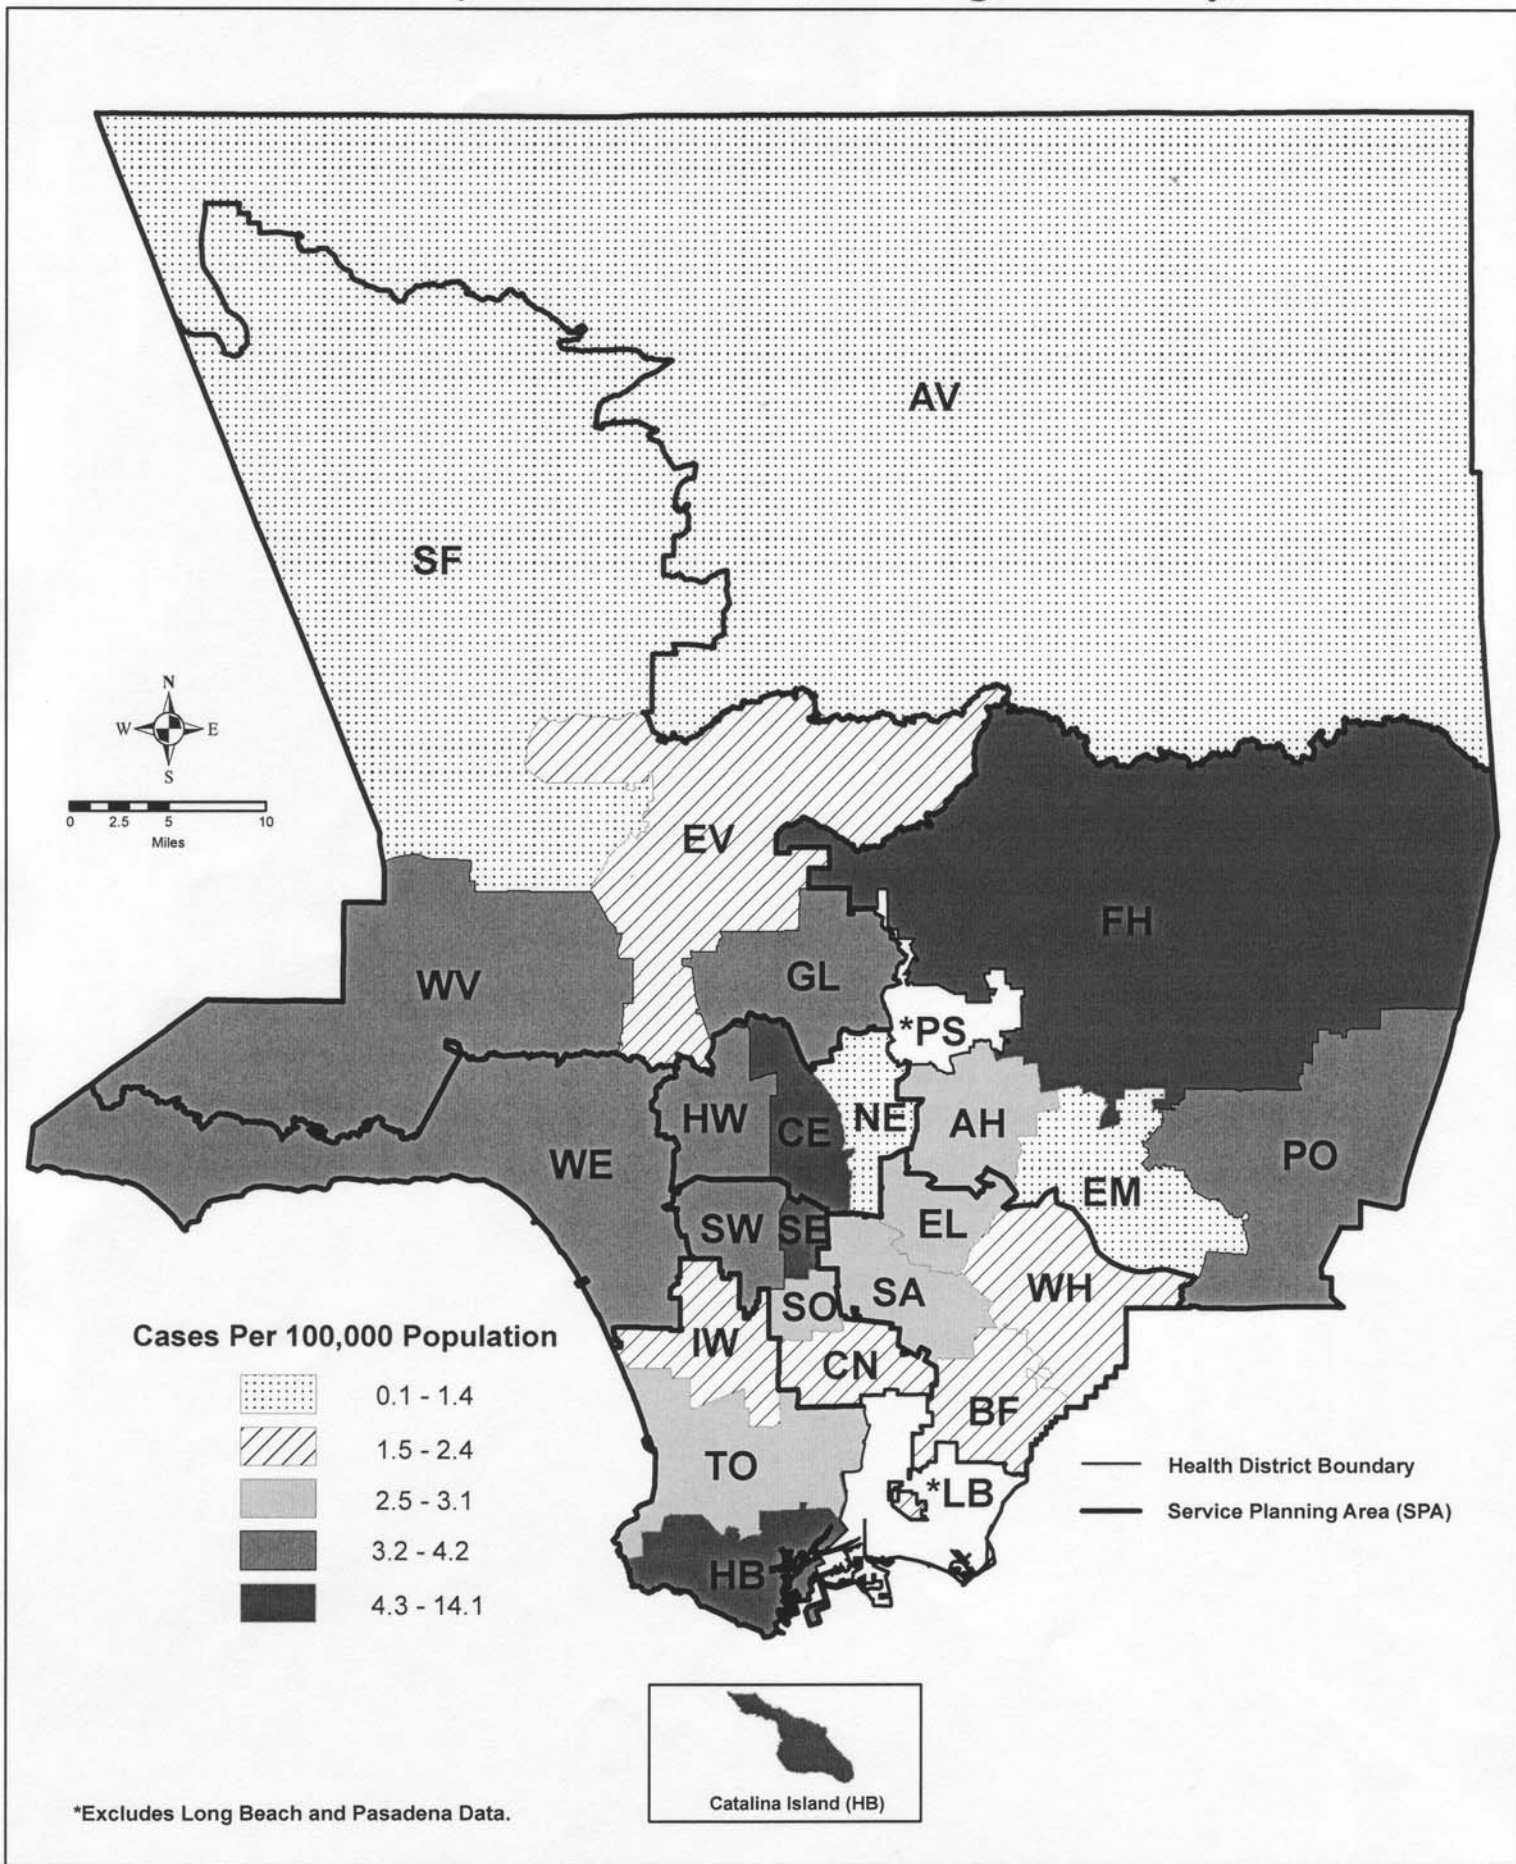 AV
SF
N
W E
S
0 2.5 5 10
Miles
EV
FH
WV
GL
*PS
HW
CE
NE
AH
WE
PO
EM
SW
SE
EL
SO
SA
WH
IW
CN
BF
TO
*LB
HB
Cases Per 100,000 Population
0.1 - 1.4
1.5 - 2.4
2.5 - 3.1
3.2 - 4.2
4.3 - 14.1
Health District Boundary
Service Planning Area (SPA)
Catalina Island (HB)
*Excludes Long Beach and Pasadena Data.